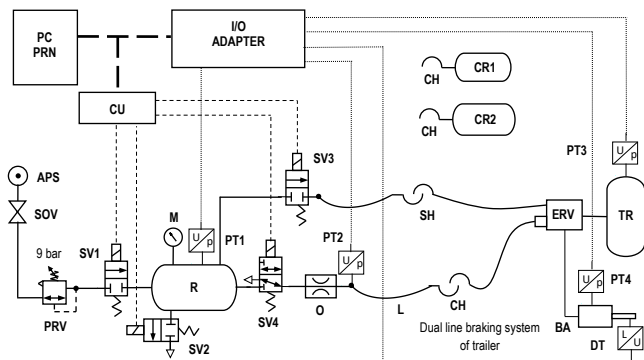 PC
PRN
I/O
ADAPTER
CU
CH
CR1
CH
CR2
APS
SOV
9 bar
PRV
SV1
M
U
p
PT1
R
SV2
SV3
SV4
PT2
U
p
O
L
SH
CH
Dual line braking system
of trailer
ERV
PT3
U
p
TR
PT4
U
p
BA
DT
L
U